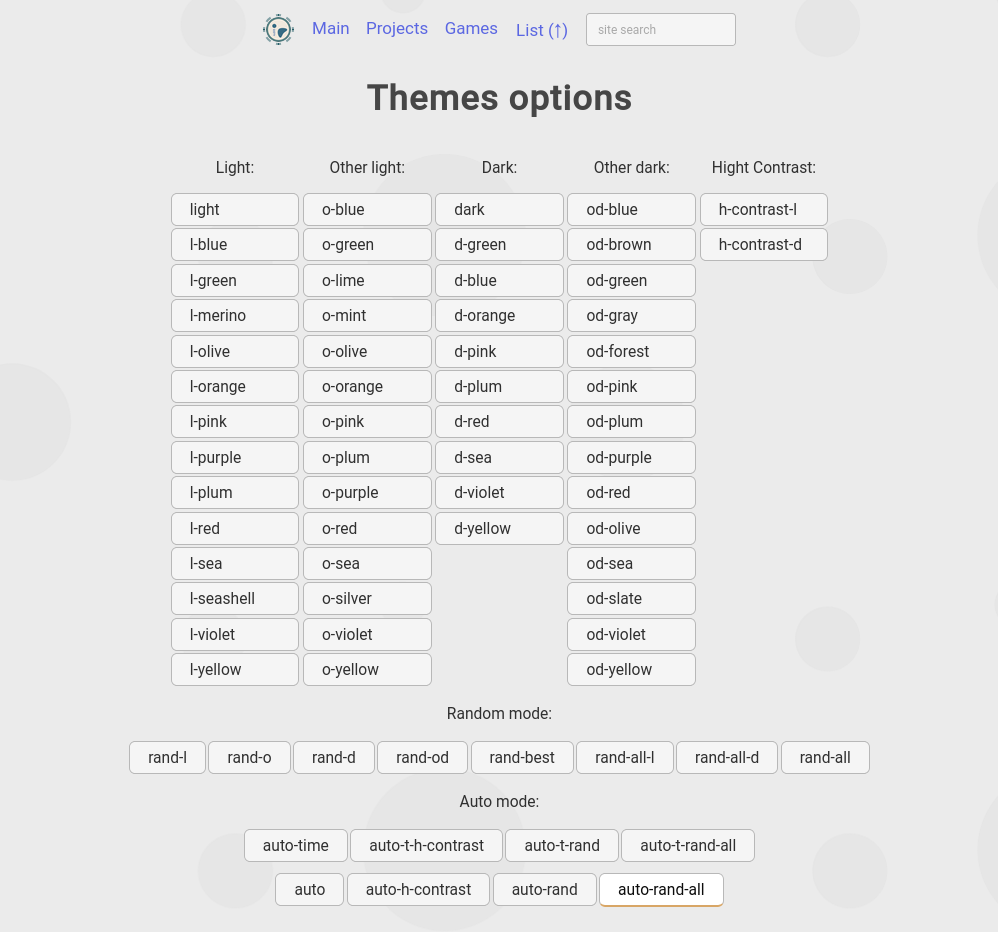 Main Projects Games List (↑) site search
Themes options
Light: Other light: Dark: Other dark: Hight Contrast:
light o-blue dark od-blue h-contrast-l
l-blue o-green d-green od-brown h-contrast-d
l-green o-lime d-blue od-green
l-merino o-mint d-orange od-gray
l-olive o-olive d-pink od-forest
l-orange o-orange d-plum od-pink
l-pink o-pink d-red od-plum
l-purple o-plum d-sea od-purple
l-plum o-purple d-violet od-red
l-red o-red d-yellow od-olive
l-sea o-sea od-sea
l-seashell o-silver od-slate
l-violet o-violet od-violet
l-yellow o-yellow od-yellow
Random mode:
rand-l rand-o rand-d rand-od rand-best rand-all-l rand-all-d rand-all
Auto mode:
auto-time auto-t-h-contrast auto-t-rand auto-t-rand-all
auto auto-h-contrast auto-rand auto-rand-all